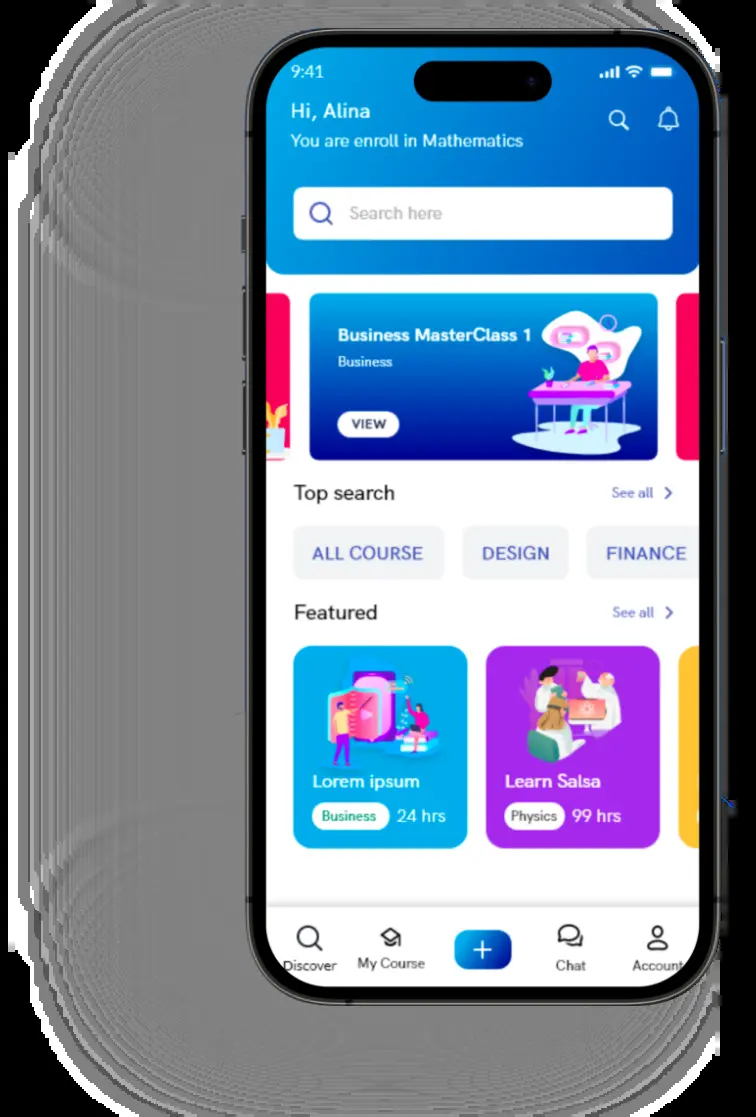 9:41
Hi, Alina
You are enroll in Mathematics
Search here
Business MasterClass 1
Business
VIEW
Top search
See all
ALL COURSE
DESIGN
FINANCE
Featured
See all
Lorem ipsum
Business
24 hrs
Learn Salsa
Physics
99 hrs
Discover
My Course
Chat
Account